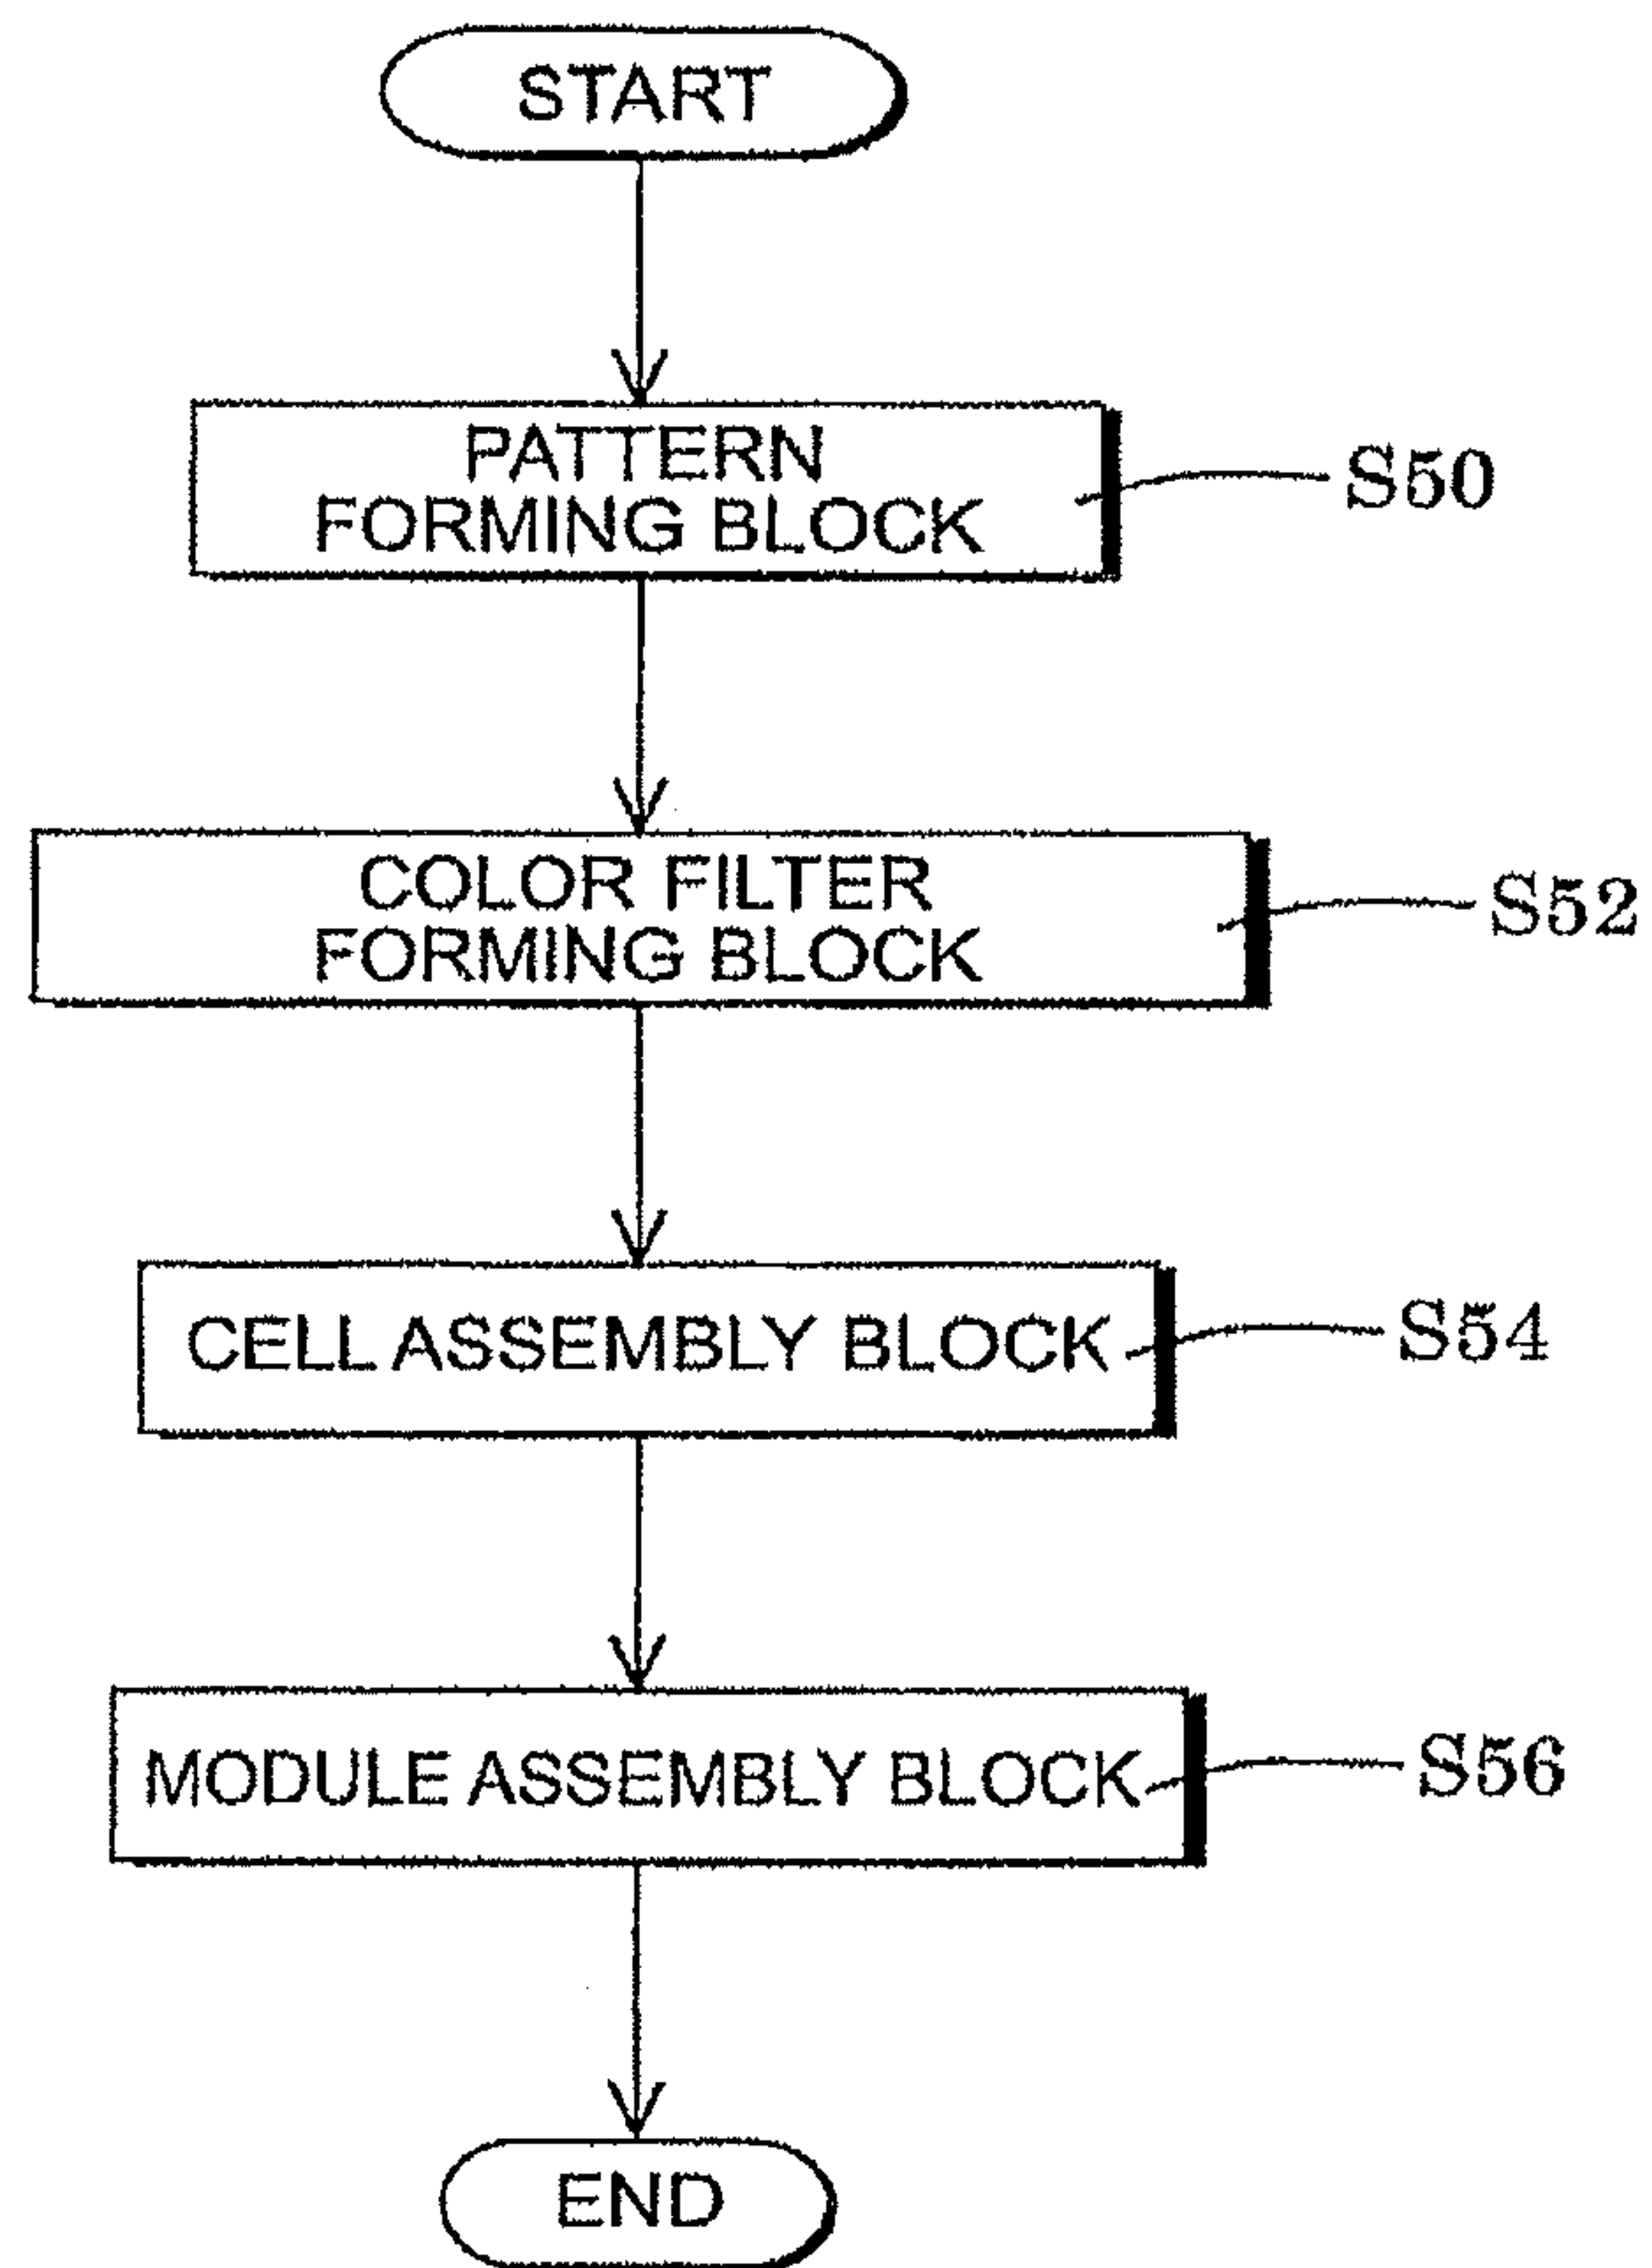 START
PATTERN
FORMING BLOCK
S50
COLOR FILTER
FORMING BLOCK
S52
CELL ASSEMBLY BLOCK
S54
MODULE ASSEMBLY BLOCK
S56
END